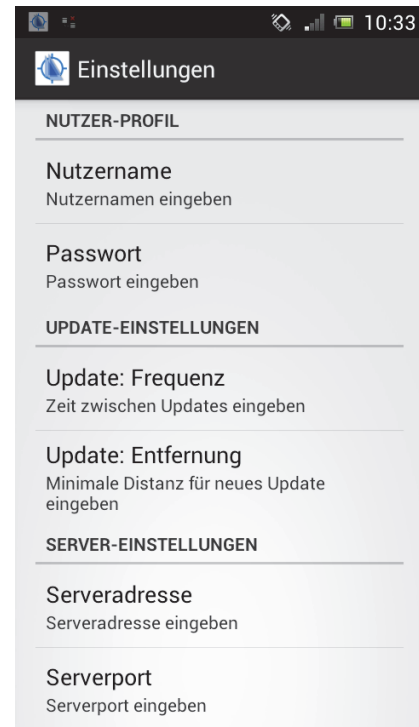 10:33
Einstellungen
NUTZER-PROFIL
Nutzername
Nutzernamen eingeben
Passwort
Passwort eingeben
UPDATE-EINSTELLUNGEN
Update: Frequenz
Zeit zwischen Updates eingeben
Update: Entfernung
Minimale Distanz für neues Update
eingeben
SERVER-EINSTELLUNGEN
Serveradresse
Serveradresse eingeben
Serverport
Serverport eingeben